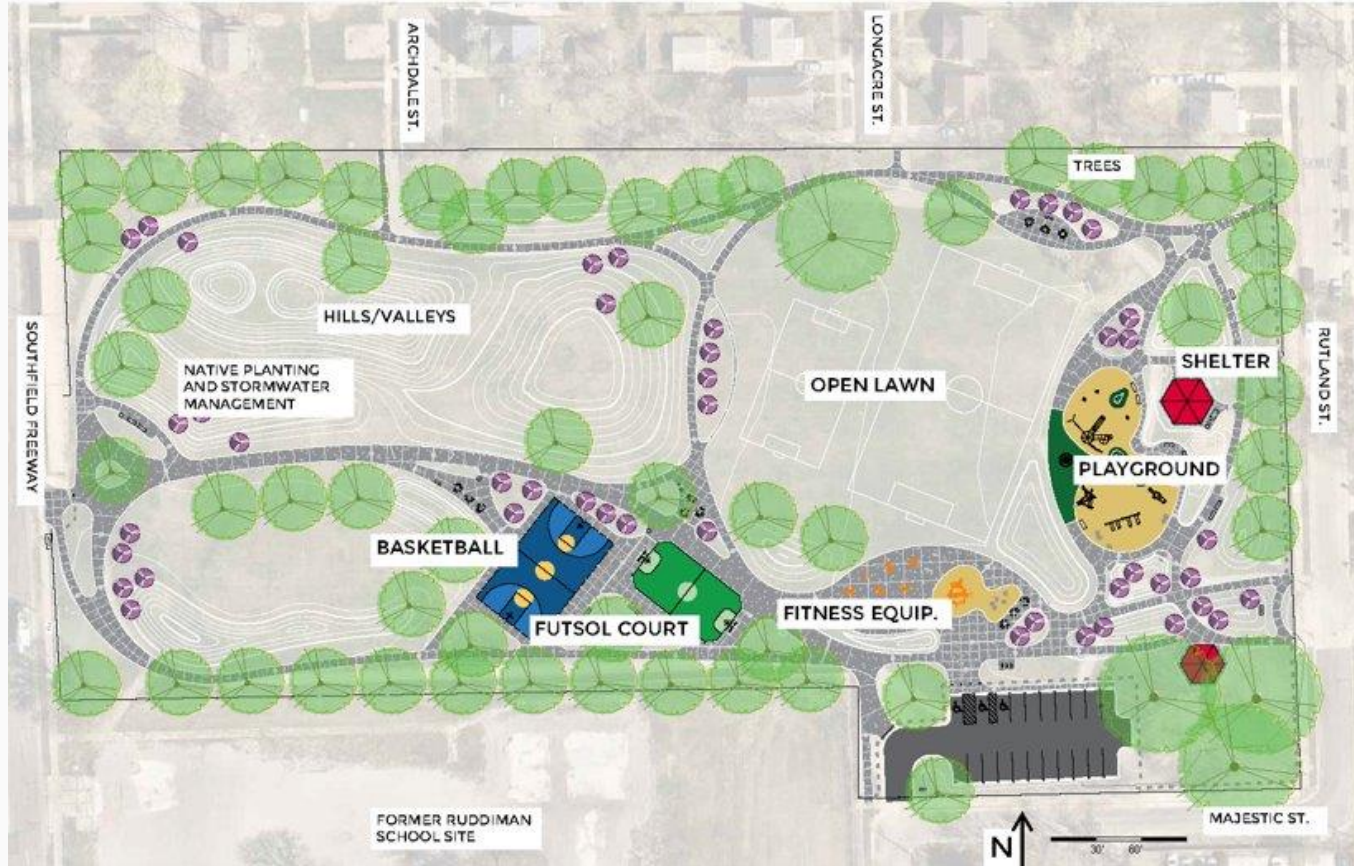 ARCHDALE ST.
LONGACRE ST.
TREES
HILLS/VALLEYS
SOUTHFIELD FREEWAY
NATIVE PLANTING
AND STORMWATER
MANAGEMENT
OPEN LAWN
SHELTER
RUTLAND ST.
PLAYGROUND
BASKETBALL
FUTSOL COURT
FITNESS EQUIP.
FORMER RUDDIMAN
SCHOOL SITE
MAJESTIC ST.
N
30' 60'